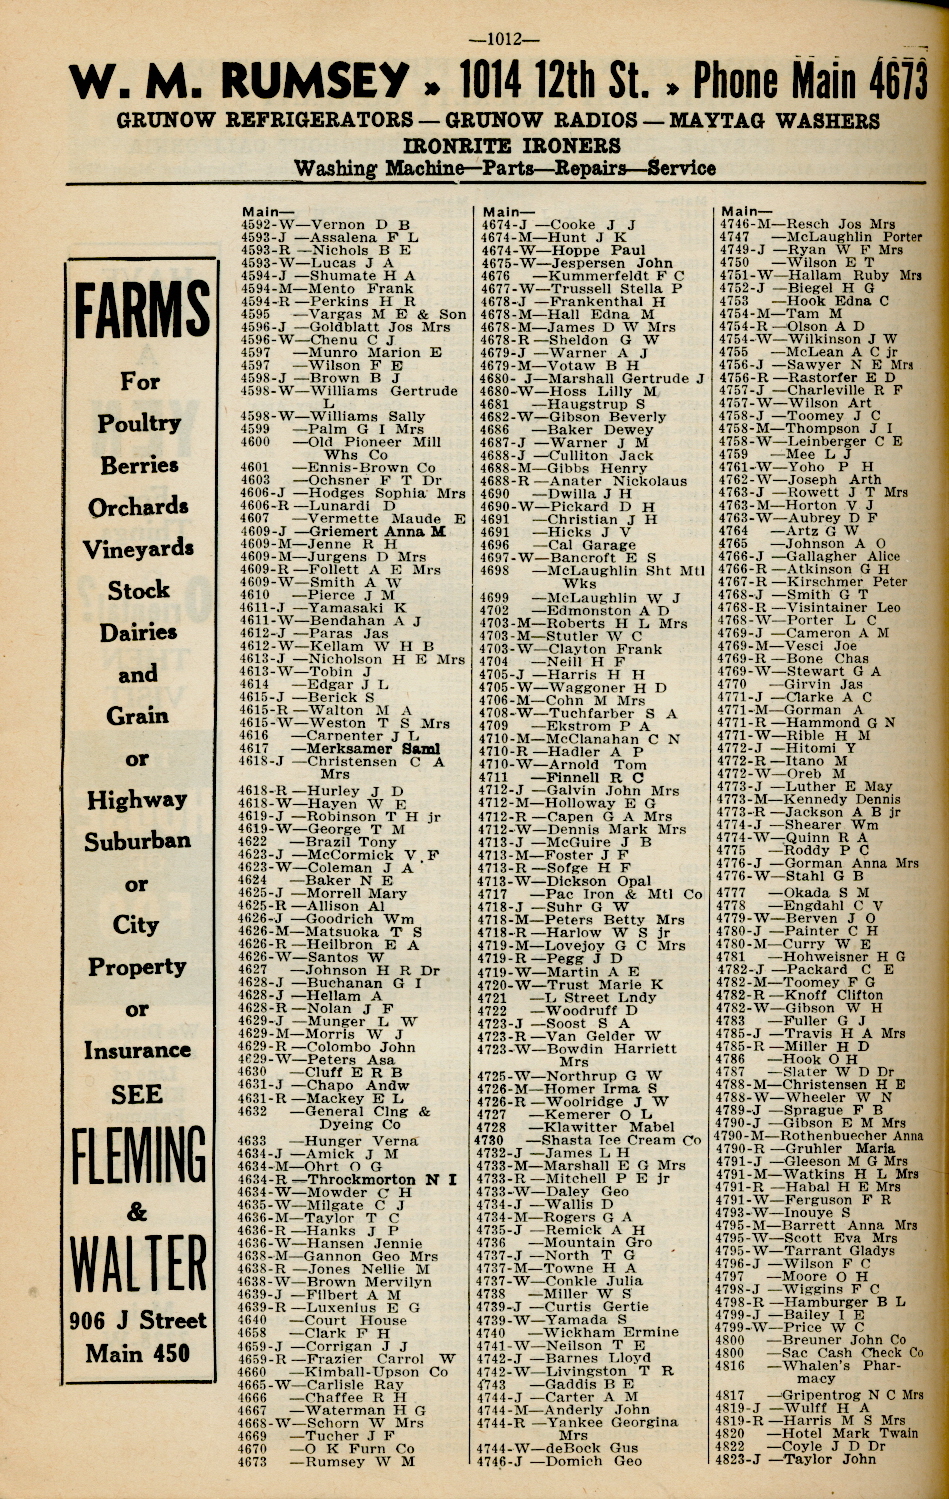 —1012—
W. M. RUMSEY » 1014 12th St. » Phone Main 4673
GRUNOW REFRIGERATORS — GRUNOW RADIOS — MAYTAG WASHERS
IRONRITE IRONERS
Washing Machine—Parts—Repairs—Service
FARMS
For
Poultry
Berries
Orchards
Vineyards
Stock
Dairies
and
Grain
or
Highway
Suburban
or
City
Property
or
Insurance
SEE
FLEMING
&
WALTER
906 J Street
Main 450
Main—
4592-W—Vernon D B
4593-J —Assalena F L
4593-R —Nichols B E
4593-W—Lucas J A
4594-J —Shumate H A
4594-M—Mento Frank
4594-R —Perkins H R
4595 —Vargas M E & Son
4596-J —Goldblatt Jos Mrs
4596-W—Chenu C J
4597 —Munro Marion E
4597 —Wilson F E
4598-J —Brown B J
4598-W—Williams Gertrude
L
4598-W—Williams Sally
4599 —Palm G I Mrs
4600 —Old Pioneer Mill
Whs Co
4601 —Ennis-Brown Co
4603 —Ochsner F T Dr
4606-J —Hodges Sophia Mrs
4606-R —Lunardi D
4607 —Vermette Maude E
4609-J —Griemert Anna M
4609-M—Jenne R H
4609-M—Jurgens D Mrs
4609-R —Follett A E Mrs
4609-W—Smith A W
4610 —Pierce J M
4611-J —Yamasaki K
4611-W—Bendahan A J
4612-J —Paras Jas
4612-W—Kellam W H B
4613-J —Nicholson H E Mrs
4613-W—Tobin J
4614 —Edgar J L
4615-J —Berick S
4615-R —Walton M A
4615-W—Weston T S Mrs
4616 —Carpenter J L
4617 —Merksamer Saml
4618-J —Christensen C A
Mrs
4618-R —Hurley J D
4618-W—Hayen W E
4619-J —Robinson T H jr
4619-W—George T M
4622 —Brazil Tony
4623-J —McCormick V F
4623-W—Coleman J A
4624 —Baker N E
4625-J —Morrell Mary
4625-R —Allison Al
4626-J —Goodrich Wm
4626-M—Matsuoka T S
4626-R —Heilbron E A
4626-W—Santos W
4627 —Johnson H R Dr
4628-J —Buchanan G I
4628-J —Hellam A
4628-R —Nolan J F
4629-J —Munger L W
4629-M—Morris W J
4629-R —Colombo John
4629-W—Peters Asa
4630 —Cluff E R B
4631-J —Chapo Andw
4631-R —Mackey E L
4632 —General Clng &
Dyeing Co
4633 —Hunger Verna
4634-J —Amick J M
4634-M—Ohrt O G
4634-R —Throckmorton N I
4634-W—Mowder C H
4635-W—Milgate C J
4636-M—Taylor T C
4636-R —Hanks J P
4636-W—Hansen Jennie
4638-M—Gannon Geo Mrs
4638-R —Jones Nellie M
4638-W—Brown Mervilyn
4639-J —Filbert A M
4639-R —Luxenius E G
4640 —Court House
4658 —Clark F H
4659-J —Corrigan J J
4659-R —Frazier Carrol W
4660 —Kimball-Upson Co
4665-W—Carlisle Ray
4666 —Chaffee R H
4667 —Waterman H G
4668-W—Schorn W Mrs
4669 —Tucher J F
4670 —O K Furn Co
4673 —Rumsey W M
Main—
4674-J —Cooke J J
4674-M—Hunt J K
4674-W—Hoppe Paul
4675-W—Jespersen John
4676 —Kummerfeldt F C
4677-W—Trussell Stella P
4678-J —Frankenthal H
4678-M—Hall Edna M
4678-M—James D W Mrs
4678-R —Sheldon G W
4679-J —Warner A J
4679-M—Votaw B H
4680- J—Marshall Gertrude J
4680-W—Hoss Lilly M
4681 —Haugstrup S
4682-W—Gibson Beverly
4686 —Baker Dewey
4687-J —Warner J M
4688-J —Culliton Jack
4688-M—Gibbs Henry
4688-R —Anater Nickolaus
4690 —Dwilla J H
4690-W—Pickard D H
4691 —Christian J H
4691 —Hicks J V
4696 —Cal Garage
4697-W—Bancroft E S
4698 —McLaughlin Sht Mtl
Wks
4699 —McLaughlin W J
4702 —Edmonston A D
4703-M—Roberts H L Mrs
4703-M—Stutler W C
4703-W—Clayton Frank
4704 —Neill H F
4705-J —Harris H H
4705-W—Waggoner H D
4706-M—Cohn M Mrs
4708-W—Tuchfarber S A
4709 —Ekstrom P A
4710-M—McClanahan C N
4710-R —Hadler A P
4710-W—Arnold Tom
4711 —Finnell R C
4712-J —Galvin John Mrs
4712-M—Holloway E G
4712-R —Capen G A Mrs
4712-W—Dennis Mark Mrs
4713-J —McGuire J B
4713-M—Foster J F
4713-R —Sofge H F
4713-W—Dickson Opal
4717 —Pac Iron & Mtl Co
4718-J —Suhr G W
4718-M—Peters Betty Mrs
4718-R —Harlow W S jr
4719-M—Lovejoy G C Mrs
4719-R —Pegg J D
4719-W—Martin A E
4720-W—Trust Marie K
4721 —L Street Lndy
4722 —Woodruff D
4723-J —Soost S A
4723-R —Van Gelder W
4723-W—Bowdin Harriett
Mrs
4725-W—Northrup G W
4726-M—Homer Irma S
4726-R —Woolridge J W
4727 —Kemerer O L
4728 —Klawitter Mabel
4730 —Shasta Ice Cream Co
4732-J —James L H
4733-M—Marshall E G Mrs
4733-R —Mitchell P E jr
4733-W—Daley Geo
4734-J —Wallis D
4734-M—Rogers G A
4735-J —Remick A H
4736 —Mountain Gro
4737-J —North T G
4737-M—Towne H A
4737-W—Conkle Julia
4738 —Miller W S
4739-J —Curtis Gertie
4739-W—Yamada S
4740 —Wickham Ermine
4741-W—Neilson T E
4742-J —Barnes Lloyd
4742-W—Livingston T R
4743 —Gaddis B E
4744-J —Carter A M
4744-M—Anderly John
4744-R —Yankee Georgina
Mrs
4744-W—deBock Gus
4746-J —Domich Geo
Main—
4746-M—Resch Jos Mrs
4747 —McLaughlin Porter
4749-J —Ryan W F Mrs
4750 —Wilson E T
4751-W—Hallam Ruby Mrs
4752-J —Biegel H G
4753 —Hook Edna C
4754-M—Tam M
4754-R —Olson A D
4754-W—Wilkinson J W
4755 —McLean A C jr
4756-J —Sawyer N E Mrs
4756-R —Rastorfer E D
4757-J —Charleville R F
4757-W—Wilson Art
4758-J —Toomey J C
4758-M—Thompson J I
4758-W—Leinberger C E
4759 —Mee L J
4761-W—Yoho P H
4762-W—Joseph Arth
4763-J —Rowett J T Mrs
4763-M—Horton V J
4763-W—Aubrey D F
4764 —Artz G W
4765 —Johnson A O
4766-J —Gallagher Alice
4766-R —Atkinson G H
4767-R —Kirschmer Peter
4768-J —Smith G T
4768-R —Visintainer Leo
4768-W—Porter L C
4769-J —Cameron A M
4769-M—Vesci Joe
4769-R —Bone Chas
4769-W—Stewart G A
4770 —Girvin Jas
4771-J —Clarke A C
4771-M—Gorman A
4771-R —Hammond G N
4771-W—Rible H M
4772-J —Hitomi Y
4772-R —Itano M
4772-W—Oreb M
4773-J —Luther E May
4773-M—Kennedy Dennis
4773-R —Jackson A B jr
4774-J —Shearer Wm
4774-W—Quinn R A
4775 —Roddy P C
4776-J —Gorman Anna Mrs
4776-W—Stahl G B
4777 —Okada S M
4778 —Engdahl C V
4779-W—Berven J O
4780-J —Painter C H
4780-M—Curry W E
4781 —Hohweisner H G
4782-J —Packard C E
4782-M—Toomey F G
4782-R —Knoff Clifton
4782-W—Gibson W H
4783 —Fuller G J
4785-J —Travis H A Mrs
4785-R —Miller H D
4786 —Hook O H
4787 —Slater W D Dr
4788-M—Christensen H E
4788-W—Wheeler W N
4789-J —Sprague F B
4790-J —Gibson E M Mrs
4790-M—Rothenbuecher Anna
4790-R —Gruhler Maria
4791-J —Gleeson M G Mrs
4791-M—Watkins H L Mrs
4791-R —Habal H E Mrs
4791-W—Ferguson F R
4793-W—Inouye S
4795-M—Barrett Anna Mrs
4795-W—Scott Eva Mrs
4795-W—Tarrant Gladys
4796-J —Wilson F C
4797 —Moore O H
4798-J —Wiggins F C
4798-R —Hamburger B L
4799-J —Bailey I E
4799-W—Price W C
4800 —Breuner John Co
4800 —Sac Cash Check Co
4816 —Whalen's Phar-
macy
4817 —Gripentrog N C Mrs
4819-J —Wulff H A
4819-R —Harris M S Mrs
4820 —Hotel Mark Twain
4822 —Coyle J D Dr
4823-J —Taylor John